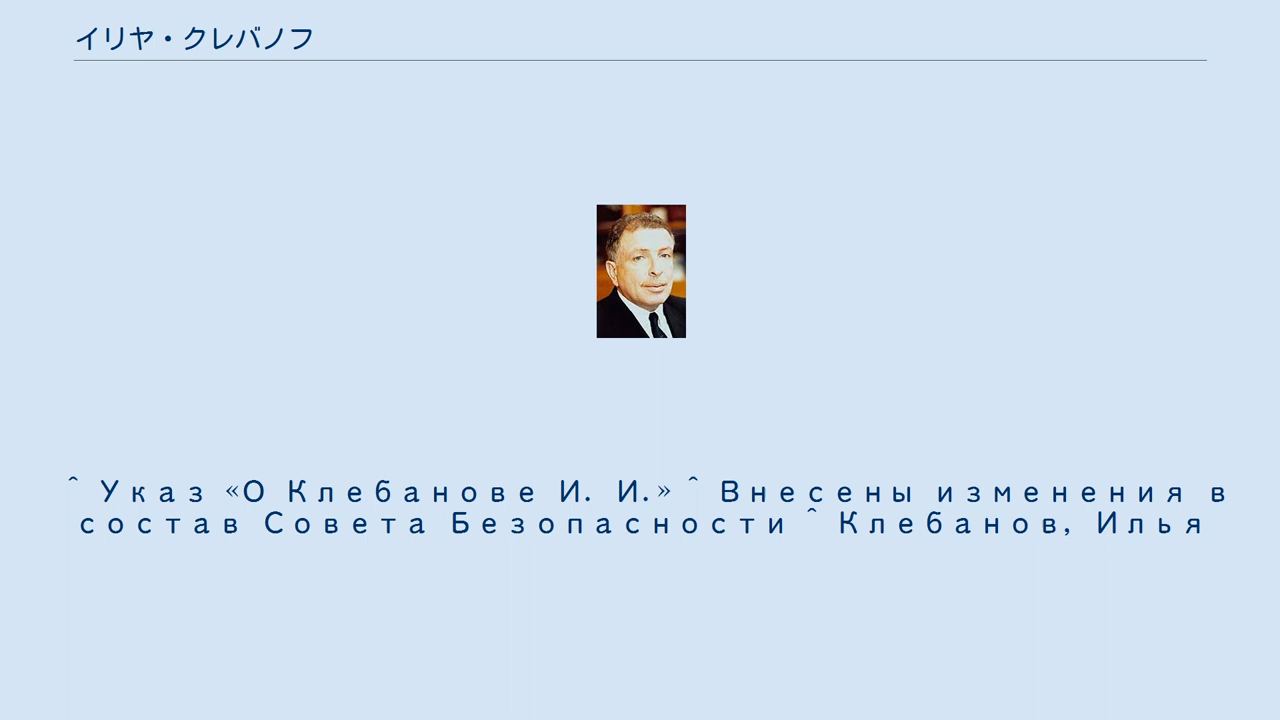 イリヤ・クレバノフ
^ Указ «О Клебанове И. И.» ^ Внесены изменения в
состав Совета Безопасности ^ Клебанов, Илья